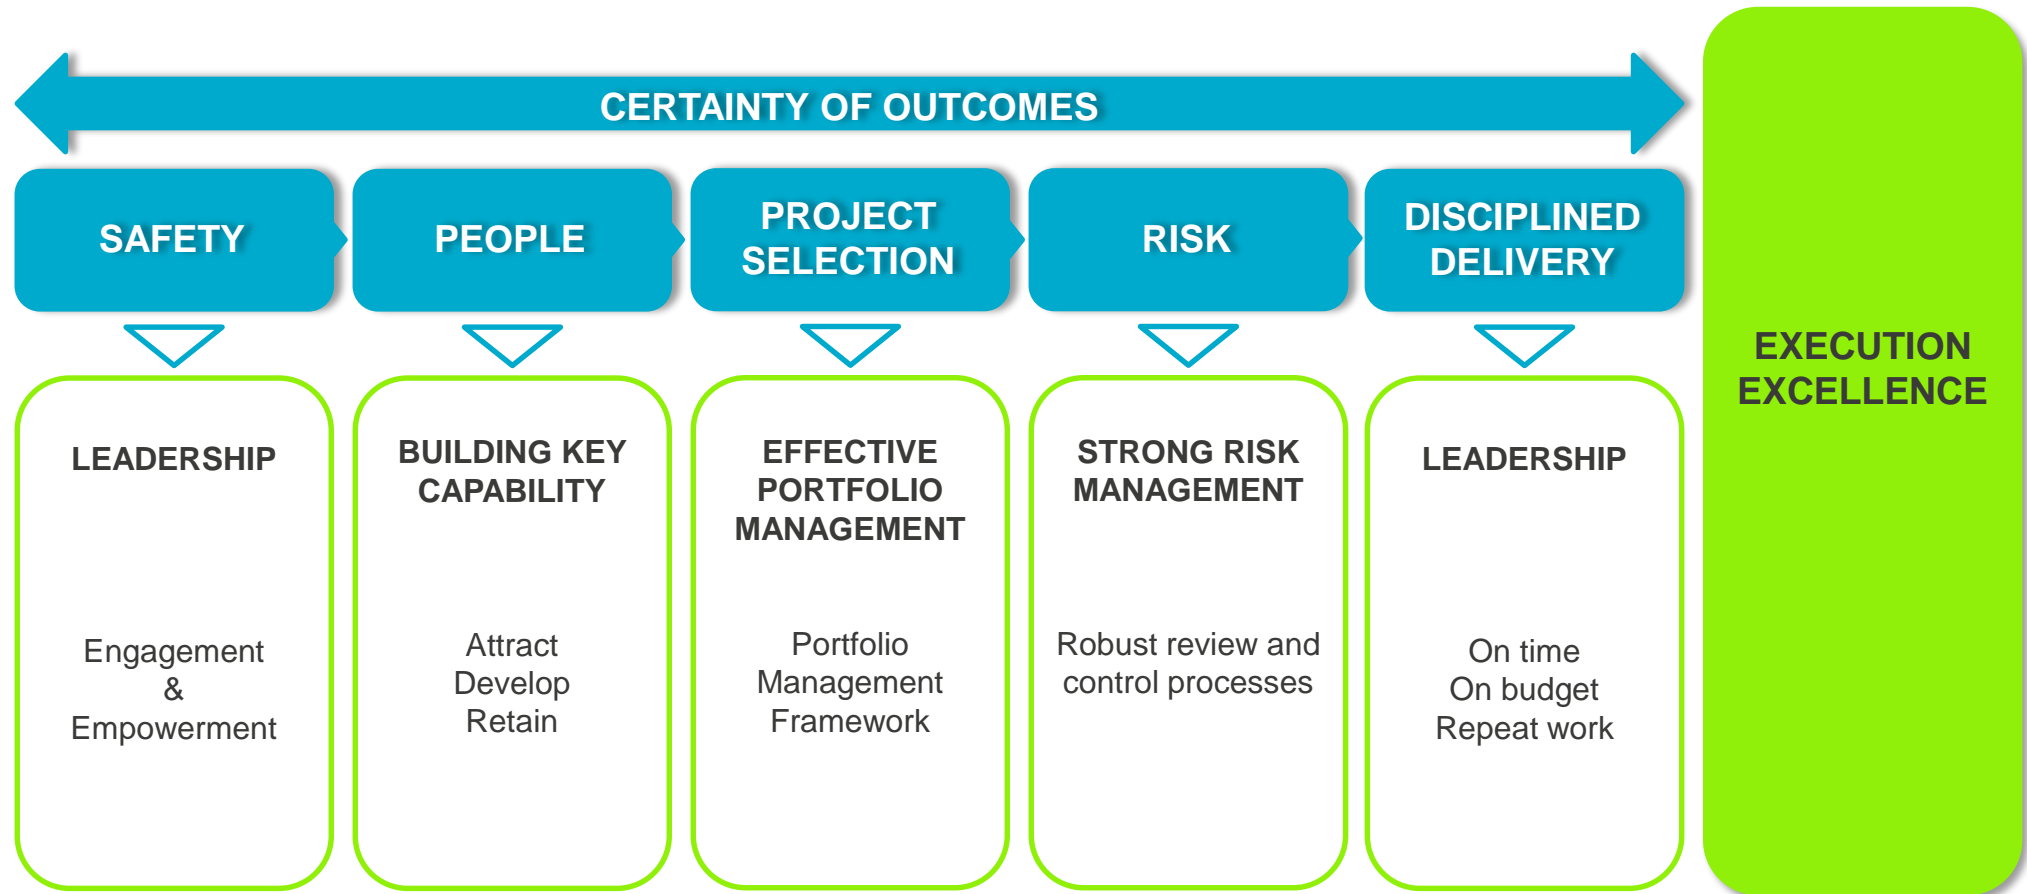 CERTAINTY OF OUTCOMES
SAFETY
PEOPLE
PROJECT
SELECTION
RISK
DISCIPLINED
DELIVERY
EXECUTION
EXCELLENCE
LEADERSHIP
Engagement
&
Empowerment
BUILDING KEY
CAPABILITY
Attract
Develop
Retain
EFFECTIVE
PORTFOLIO
MANAGEMENT
Portfolio
Management
Framework
STRONG RISK
MANAGEMENT
Robust review and
control processes
LEADERSHIP
On time
On budget
Repeat work